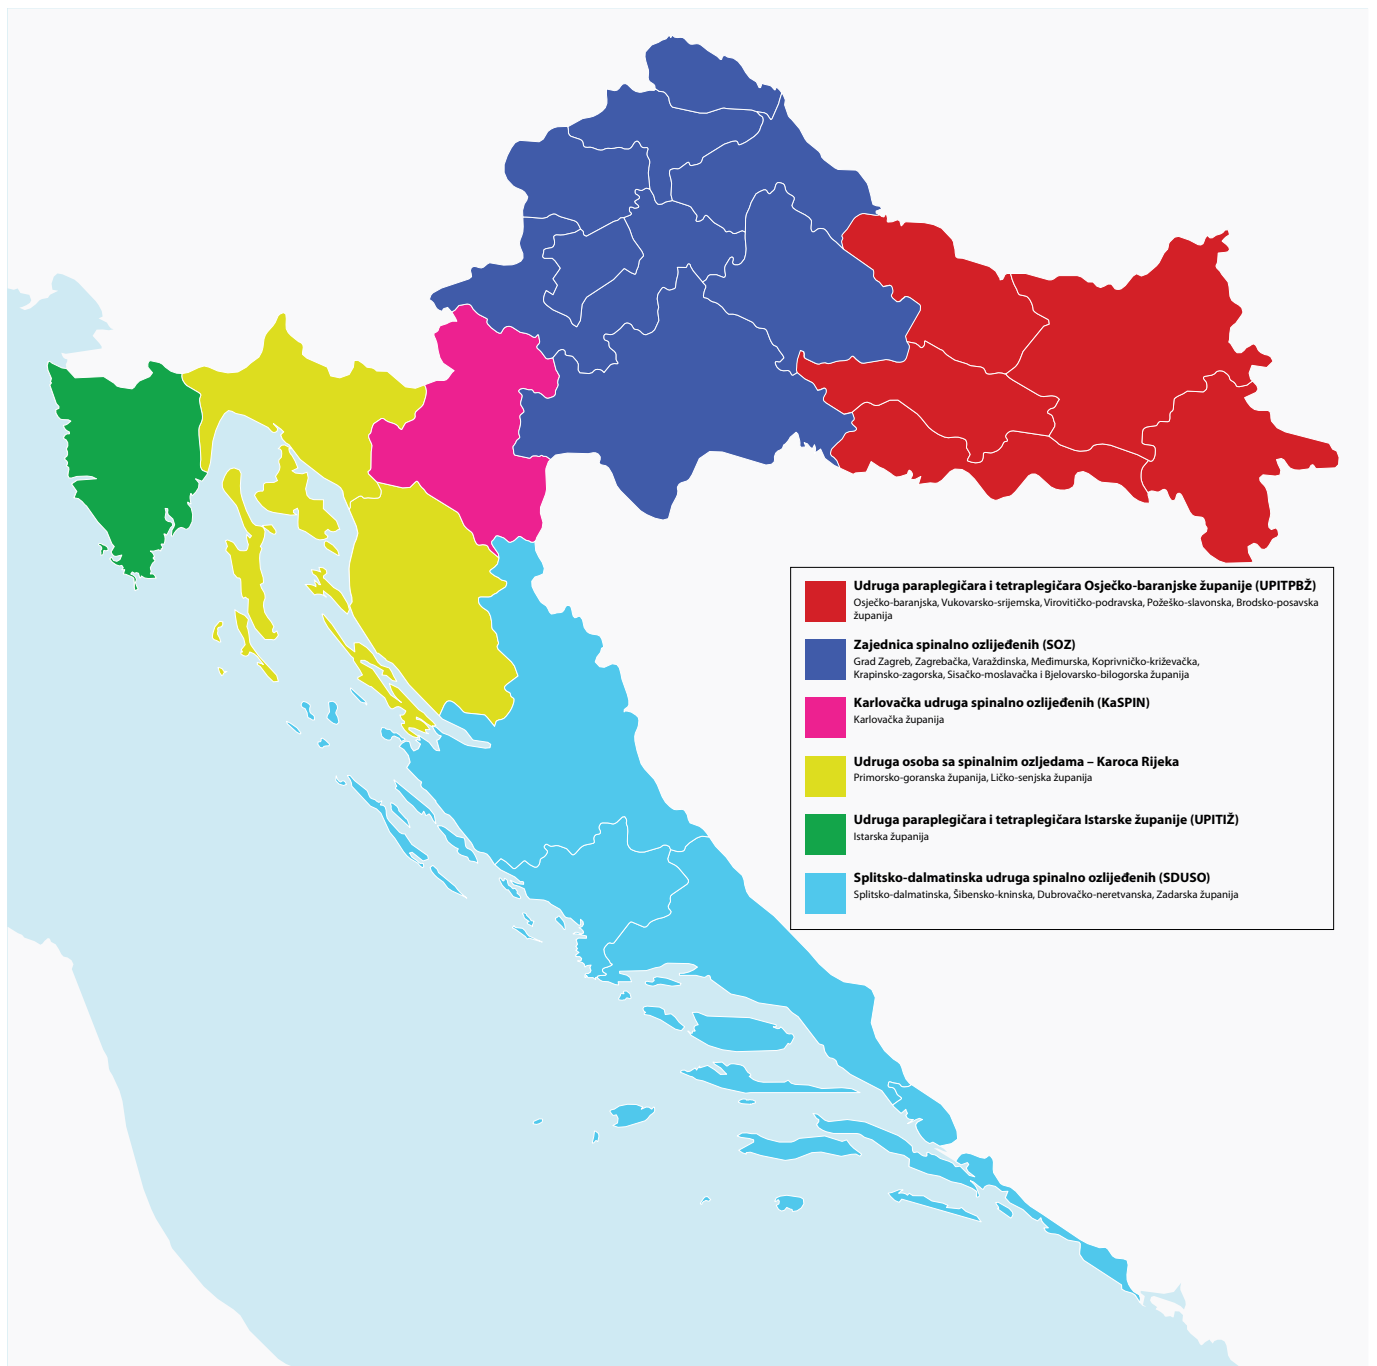 Udruga paraplegičara i tetraplegičara Osječko-baranjske županije (UPITPBŽ)
Osječko-baranjska, Vukovarsko-srijemska, Virovitičko-podravska, Požeško-slavonska, Brodsko-posavska
županija
Zajednica spinalno ozlijeđenih (SOZ)
Grad Zagreb, Zagrebačka, Varaždinska, Međimurska, Koprivničko-križevačka,
Krapinsko-zagorska, Sisačko-moslavačka i Bjelovarsko-bilogorska županija
Karlovačka udruga spinalno ozlijeđenih (KaSPIN)
Karlovačka županija
Udruga osoba sa spinalnim ozljedama – Karoca Rijeka
Primorsko-goranska županija, Ličko-senjska županija
Udruga paraplegičara i tetraplegičara Istarske županije (UPITIŽ)
Istarska županija
Splitsko-dalmatinska udruga spinalno ozlijeđenih (SDUSO)
Splitsko-dalmatinska, Šibensko-kninska, Dubrovačko-neretvanska, Zadarska županija